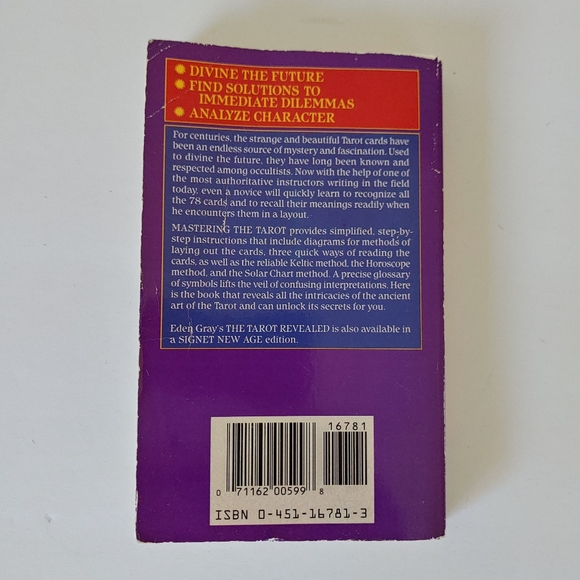 DIVINE THE FUTURE
FIND SOLUTIONS TO
IMMEDIATE DILEMMAS
ANALYZE CHARACTER
For centuries, the strange and beautiful Tarot cards have
been an endless source of mystery and fascination. Used
to divine the future, they have long been known and
respected among occultists. Now with the help of one of
the most authoritative instructors writing in the field
today, even a novice will quickly learn to recognize all
the 78 cards and to recall their meanings readily when
he encounters them in a layout.
MASTERING THE TAROT provides simplified, step-by-
step instructions that include diagrams for methods of
laying out the cards, three quick ways of reading the
cards, as well as the reliable Keltic method, the Horoscope
method, and the Solar Chart method. A precise glossary
of symbols lifts the veil of confusing interpretations. Here
is the book that reveals all the intricacies of the ancient
art of the Tarot and can unlock its secrets for you.
Eden Gray's THE TAROT REVEALED is also available in
a SIGNET NEW AGE edition.
16781
0 71162 00599 8
ISBN 0-451-16781-3